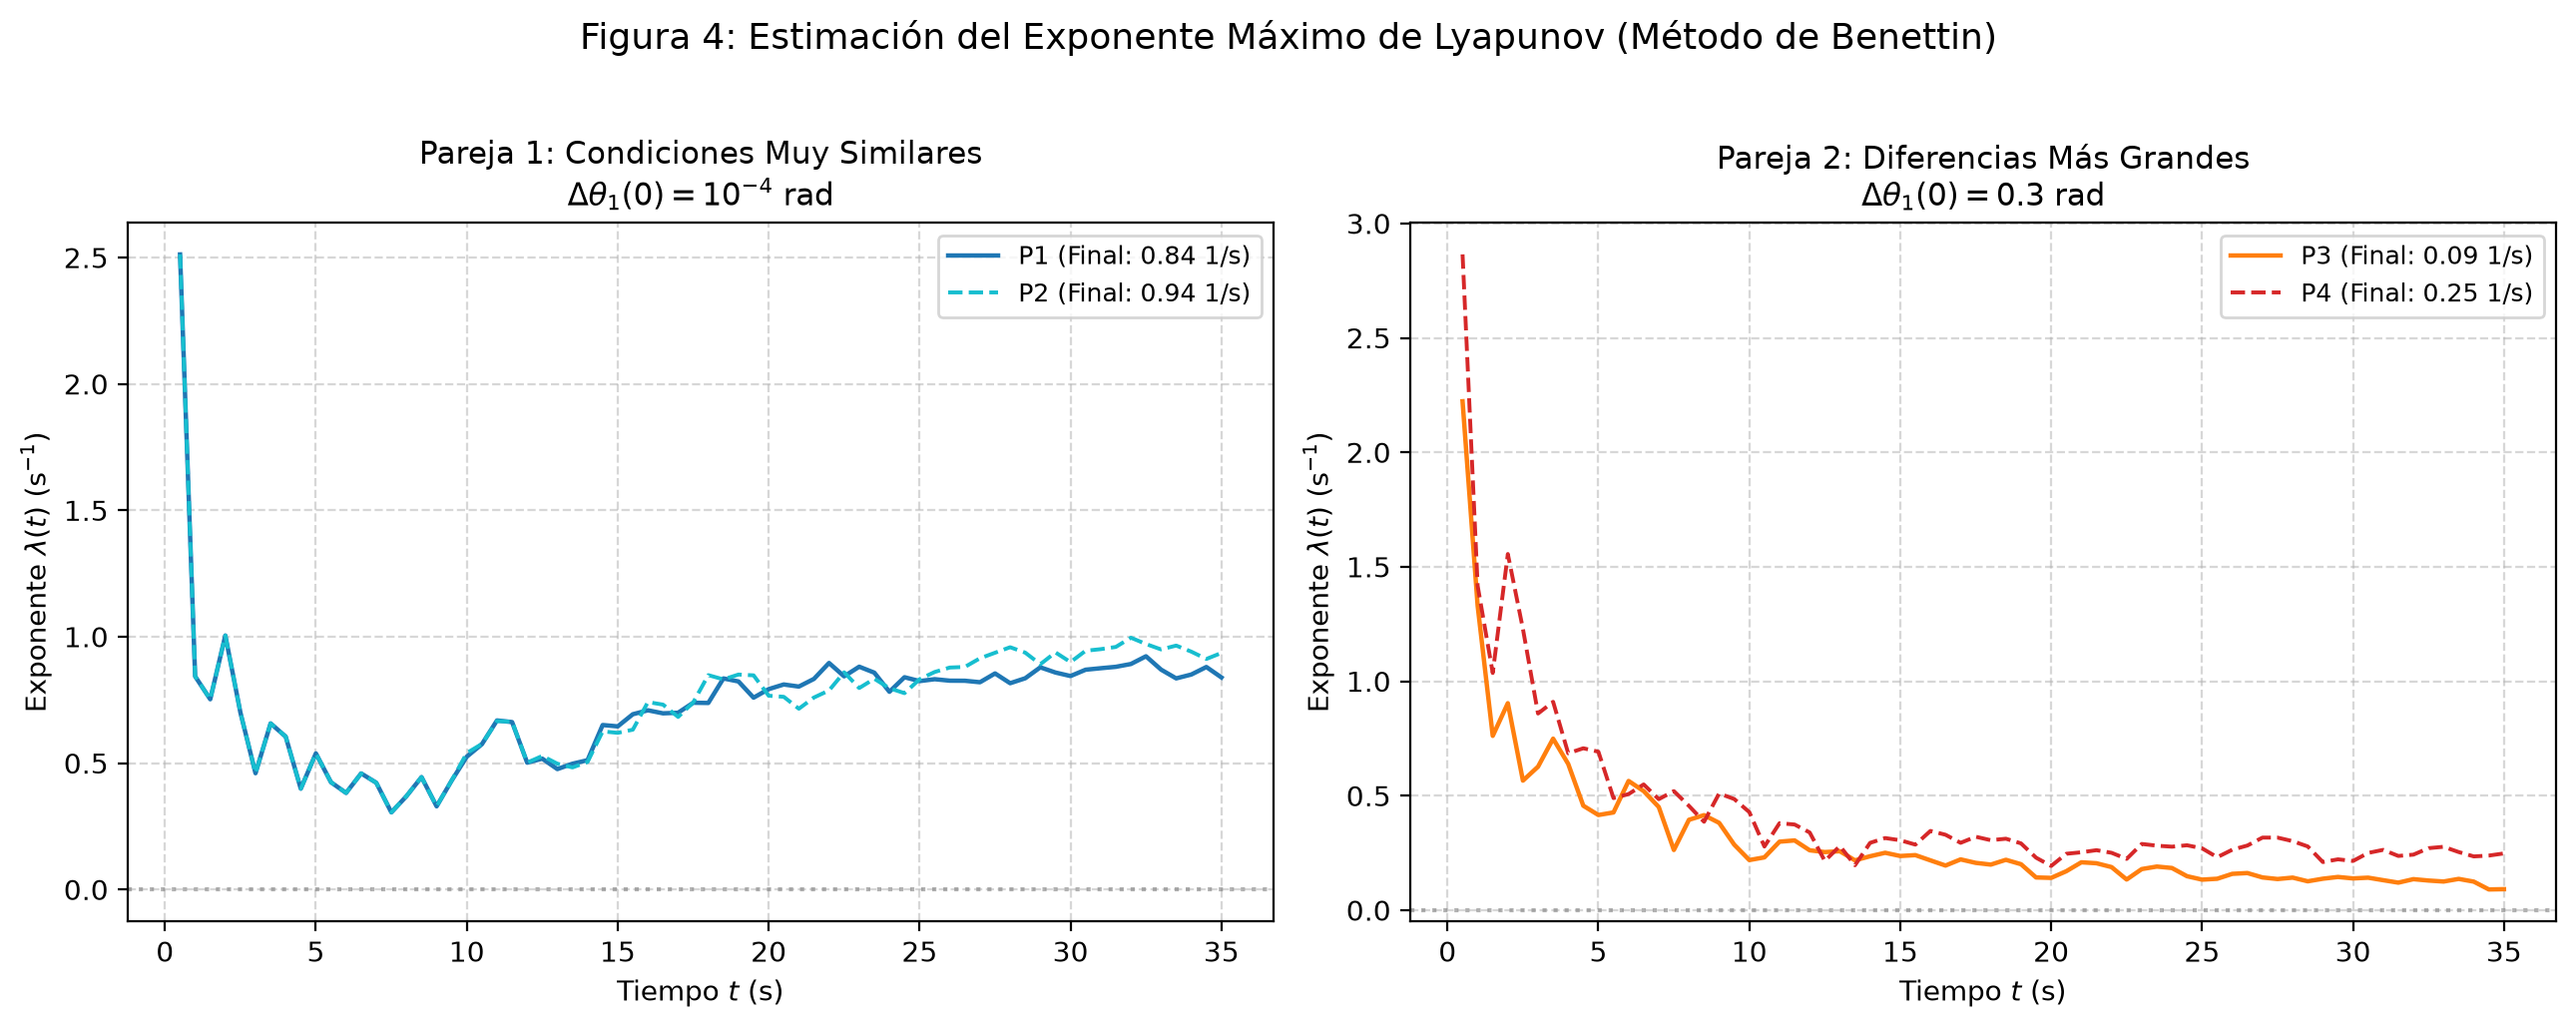 Figura 4: Estimación del Exponente Máximo de Lyapunov (Método de Benettin)
Pareja 1: Condiciones Muy Similares
Δθ₁(0) = 10⁻⁴ rad
2.5
2.0
1.5
1.0
0.5
0.0
Exponente λ(t) (s⁻¹)
P1 (Final: 0.84 1/s)
P2 (Final: 0.94 1/s)
0 5 10 15 20 25 30 35
Tiempo t (s)
Pareja 2: Diferencias Más Grandes
Δθ₁(0) = 0.3 rad
3.0
2.5
2.0
1.5
1.0
0.5
0.0
Exponente λ(t) (s⁻¹)
P3 (Final: 0.09 1/s)
P4 (Final: 0.25 1/s)
0 5 10 15 20 25 30 35
Tiempo t (s)